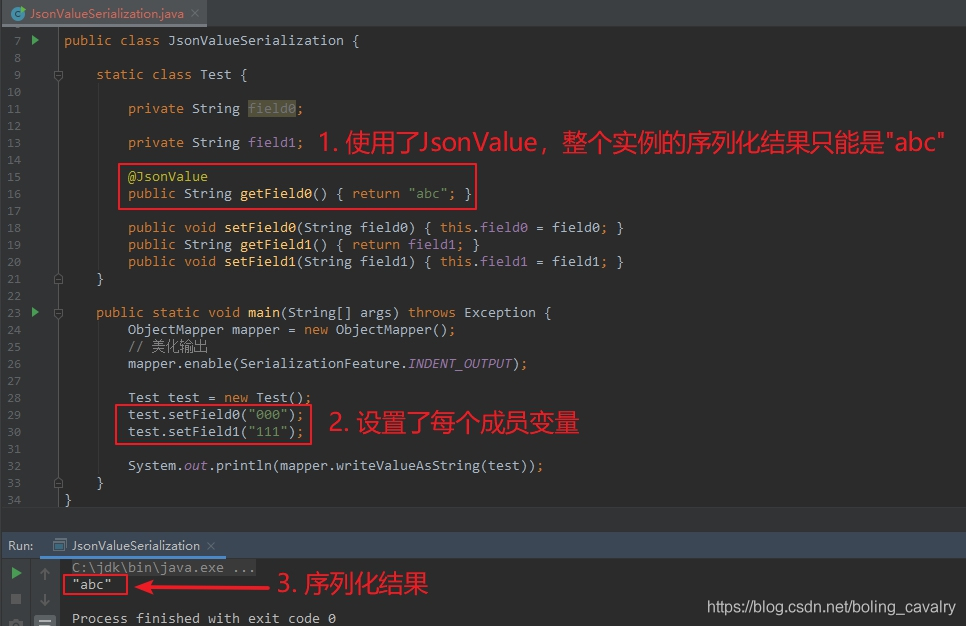 JsonValueSerialization.java
7 public class JsonValueSerialization {
8
9 static class Test {
10
11 private String field0;
12
13 private String field1; 1. 使用了JsonValue，整个实例的序列化结果只能是"abc"
14
15 @JsonValue
16 public String getField0() { return "abc"; }
17
18 public void setField0(String field0) { this.field0 = field0; }
19 public String getField1() { return field1; }
20 public void setField1(String field1) { this.field1 = field1; }
21 }
22
23 public static void main(String[] args) throws Exception {
24 ObjectMapper mapper = new ObjectMapper();
25 // 美化输出
26 mapper.enable(SerializationFeature.INDENT_OUTPUT);
27
28 Test test = new Test();
29 test.setField0("000");
30 test.setField1("111"); 2. 设置了每个成员变量
31
32 System.out.println(mapper.writeValueAsString(test));
33 }
34 }
Run: JsonValueSerialization
C:\jdk\bin\java.exe ...
"abc" 3. 序列化结果
Process finished with exit code 0
https://blog.csdn.net/boling_cavalry